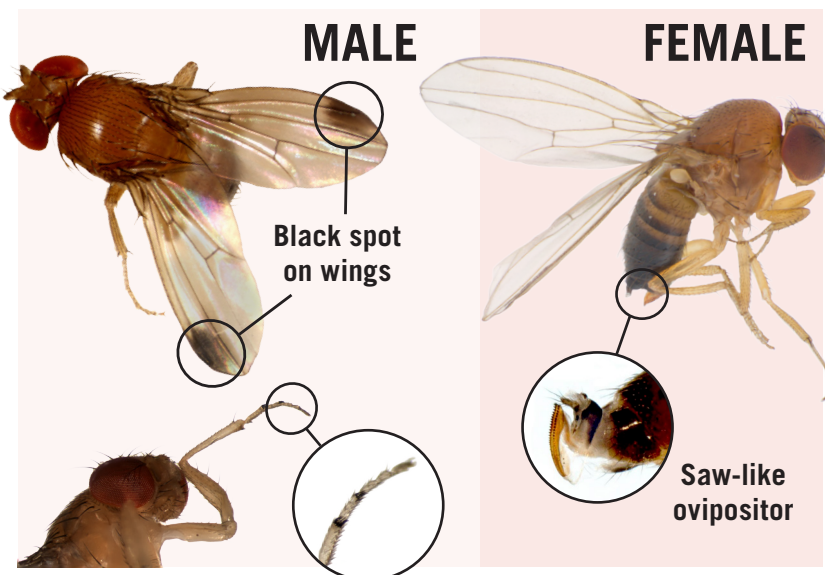 MALE
FEMALE
Black spot
on wings
Saw-like
ovipositor